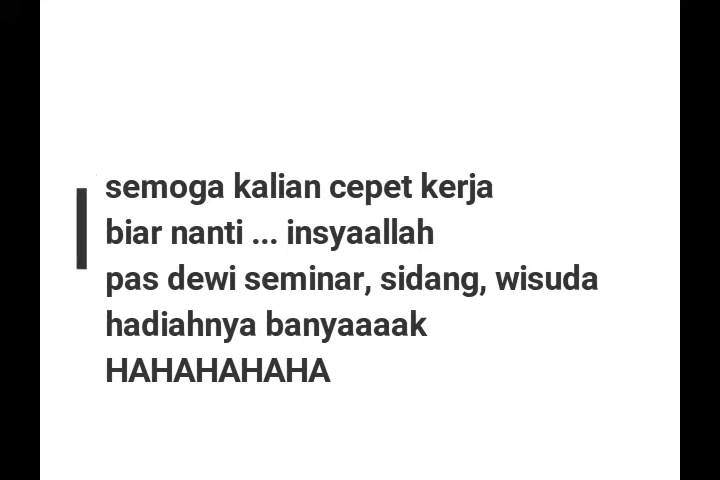 semoga kalian cepet kerja
biar nanti ... insyaallah
pas dewi seminar, sidang, wisuda
hadiahnya banyaaaak
HAHAHAHAHA